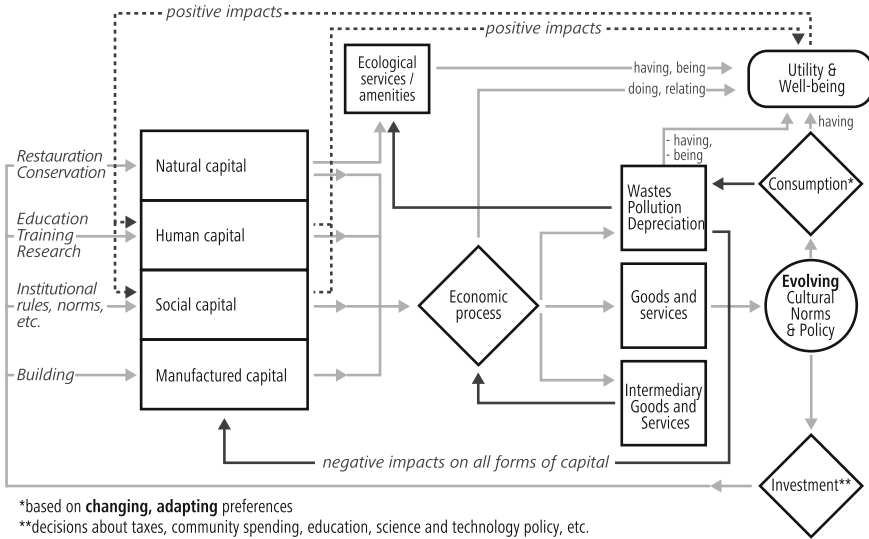 positive impacts
positive impacts
Ecological
services /
amenities
having, being
doing, relating
Utility &
Well-being
having
- having,
- being
Restauration
Conservation
Natural capital
Education
Training
Research
Human capital
Institutional
rules, norms,
etc.
Social capital
Building
Manufactured capital
Economic
process
Wastes
Pollution
Depreciation
Goods and
services
Intermediary
Goods and
Services
Consumption*
Evolving
Cultural
Norms
& Policy
Investment**
negative impacts on all forms of capital
*based on changing, adapting preferences
**decisions about taxes, community spending, education, science and technology policy, etc.